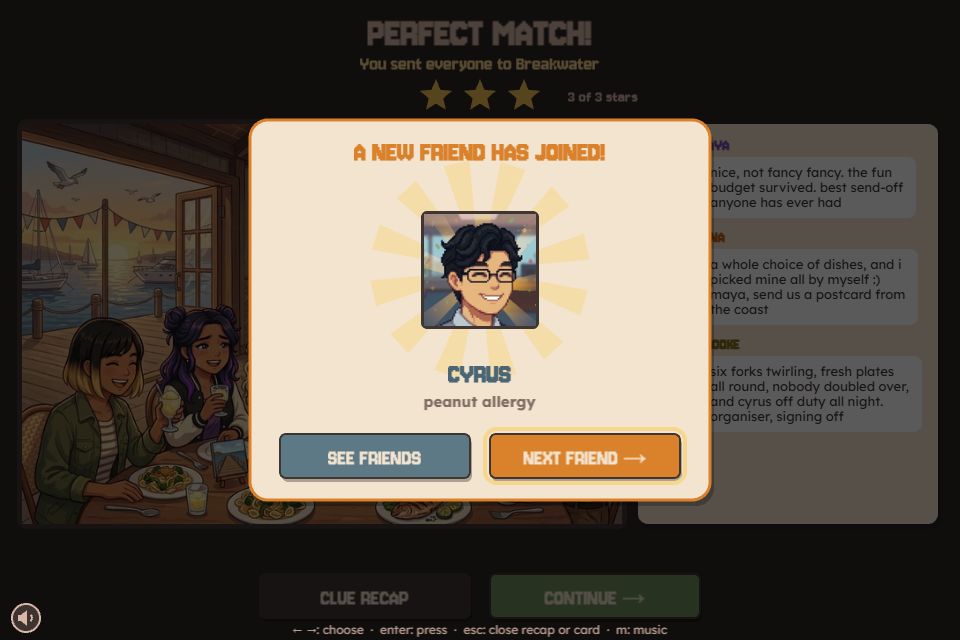 PERFECT MATCH!
You sent everyone to Breakwater
3 of 3 stars
A NEW FRIEND HAS JOINED!
CYRUS
peanut allergy
SEE FRIENDS
NEXT FRIEND →
YA
nice, not fancy fancy. the fun
budget survived. best send-off
anyone has ever had
NA
a whole choice of dishes, and i
picked mine all by myself :)
maya, send us a postcard from
the coast
OOKE
six forks twirling, fresh plates
all round, nobody doubled over,
and cyrus off duty all night.
organiser, signing off
CLUE RECAP
CONTINUE →
← →: choose · enter: press · esc: close recap or card · m: music